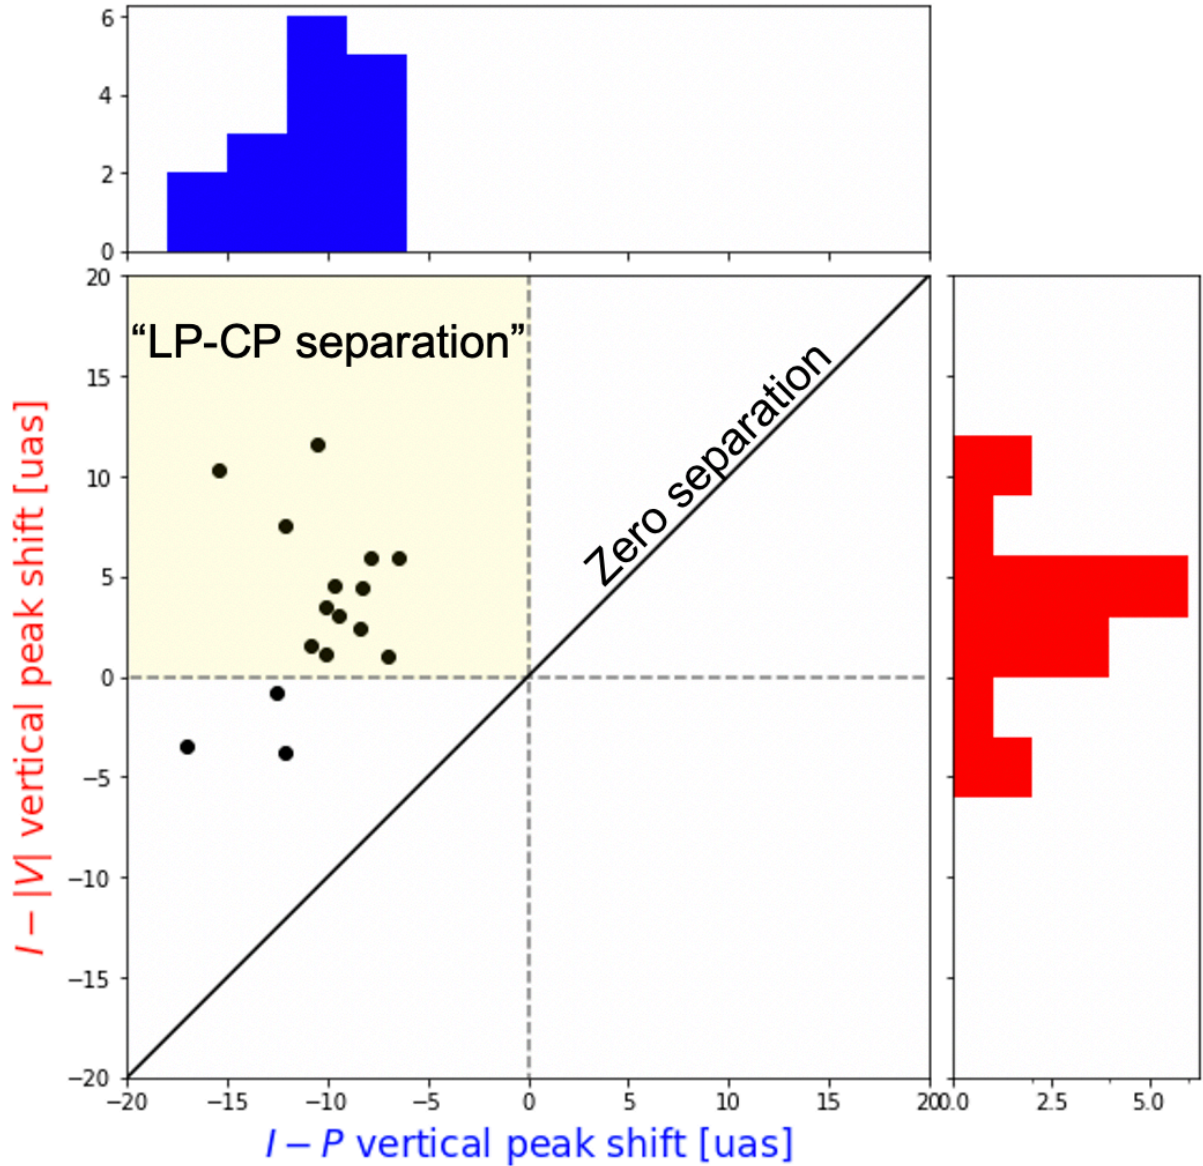 6
4
2
0
20
15
10
5
0
−5
−10
−15
−20
“LP-CP separation”
Zero separation
I − |V| vertical peak shift [uas]
−20 −15 −10 −5 0 5 10 15 20
0.0 2.5 5.0
I − P vertical peak shift [uas]